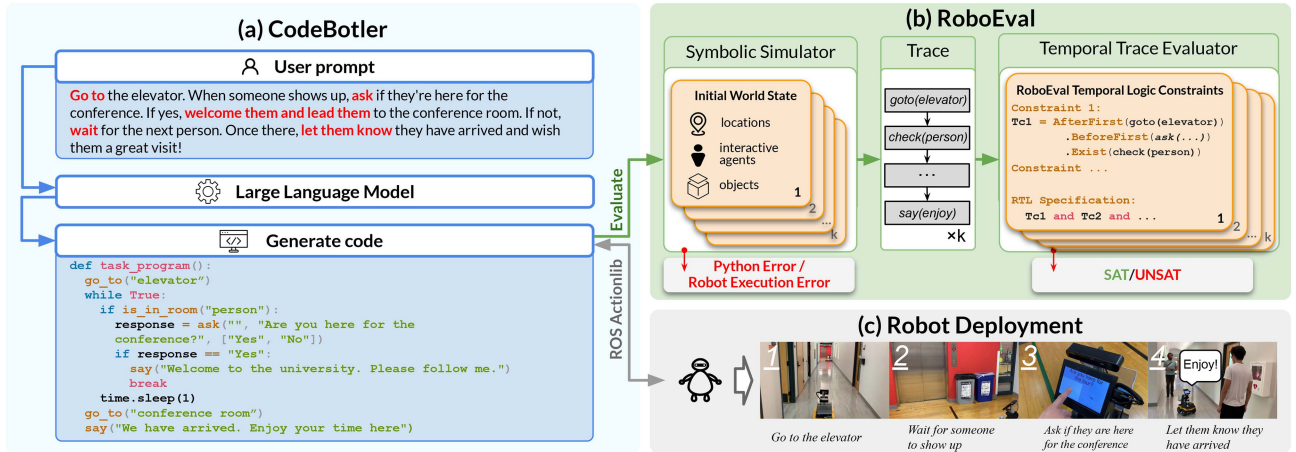 (a) CodeBotler
User prompt
Go to the elevator. When someone shows up, ask if they're here for the
conference. If yes, welcome them and lead them to the conference room. If not,
wait for the next person. Once there, let them know they have arrived and wish
them a great visit!
Large Language Model
Generate code
def task_program():
go_to("elevator")
while True:
if is_in_room("person"):
response = ask("", "Are you here for the
conference?", ["Yes", "No"])
if response == "Yes":
say("Welcome to the university. Please follow me.")
break
time.sleep(1)
go_to("conference room")
say("We have arrived. Enjoy your time here")
Evaluate
ROS Actionlib
(b) RoboEval
Symbolic Simulator
Initial World State
locations
interactive
agents
objects
1
2
...
k
Python Error /
Robot Execution Error
Trace
goto(elevator)
check(person)
...
say(enjoy)
×k
Temporal Trace Evaluator
RoboEval Temporal Logic Constraints
Constraint 1:
Tc1 = AfterFirst(goto(elevator))
.BeforeFirst(ask(...))
.Exist(check(person))
Constraint ...
RTL Specification:
Tc1 and Tc2 and ...
1
2
...
k
SAT/UNSAT
(c) Robot Deployment
1
2
3
4
Enjoy!
Go to the elevator
Wait for someone
to show up
Ask if they are here
for the conference
Let them know they
have arrived